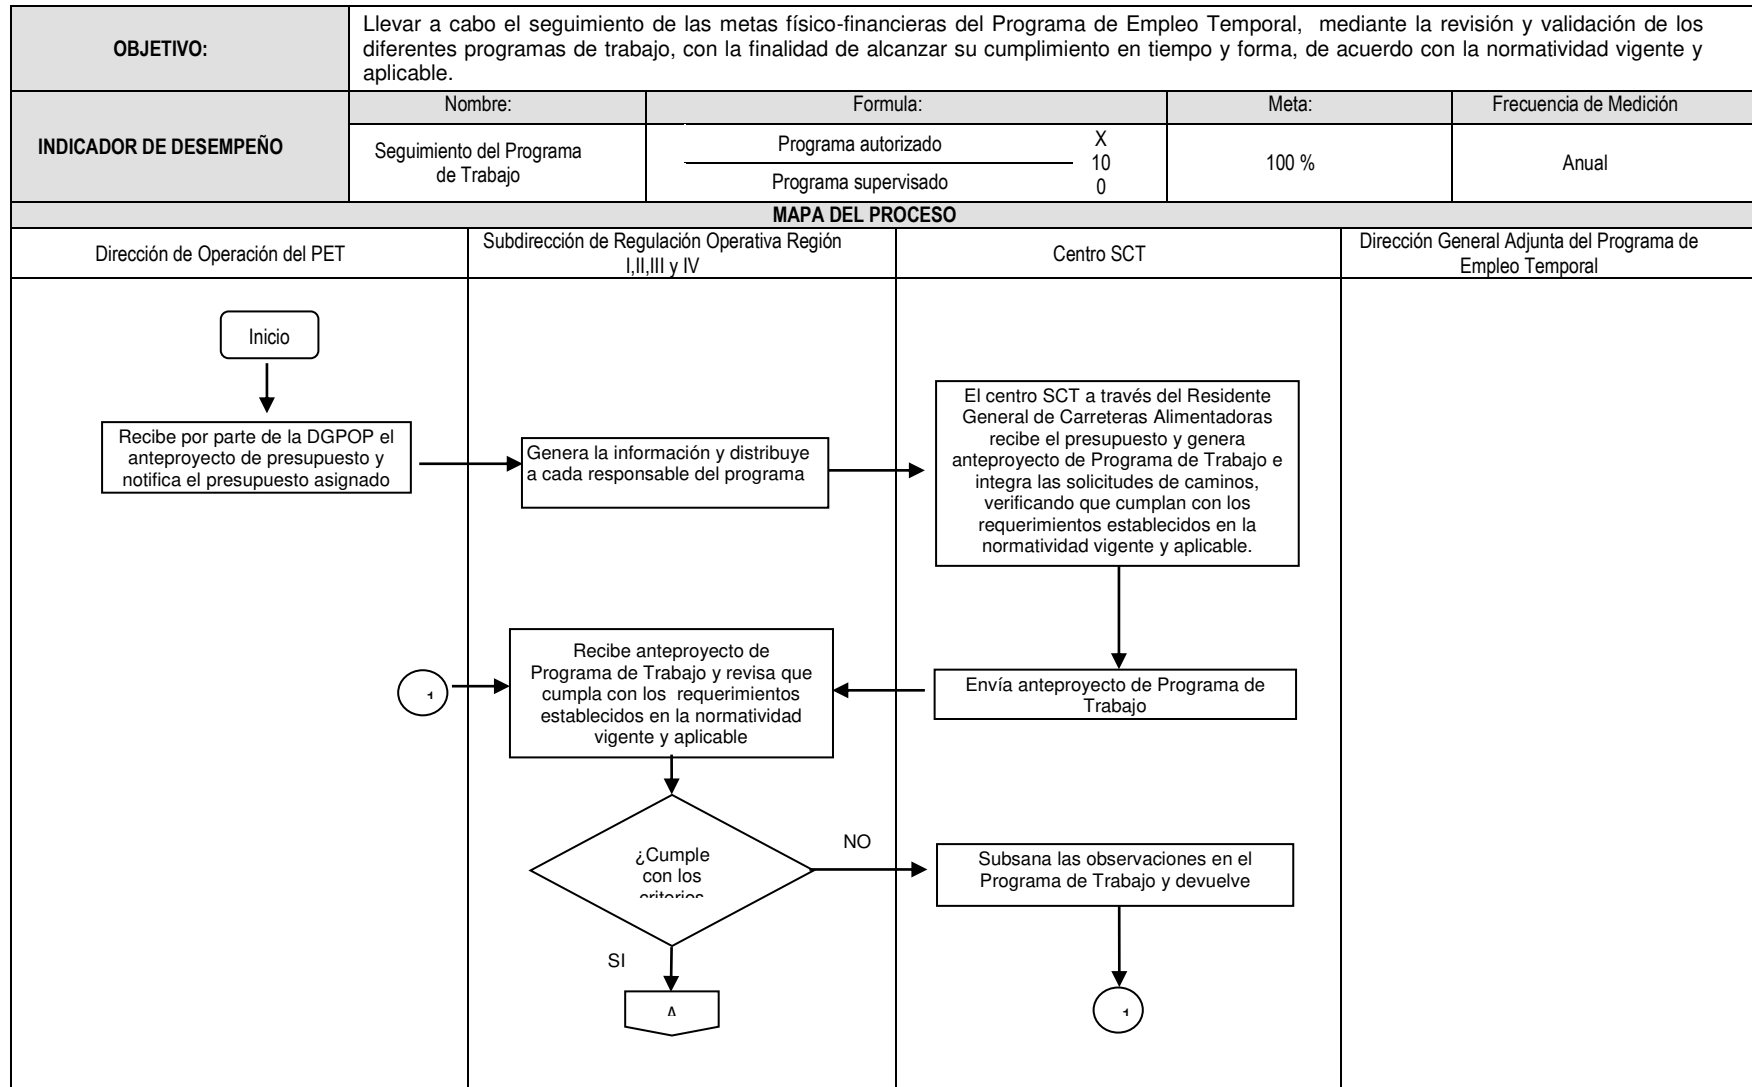 OBJETIVO:
Llevar a cabo el seguimiento de las metas físico-financieras del Programa de Empleo Temporal, mediante la revisión y validación de los
diferentes programas de trabajo, con la finalidad de alcanzar su cumplimiento en tiempo y forma, de acuerdo con la normatividad vigente y
aplicable.
INDICADOR DE DESEMPEÑO
Nombre:
Formula:
Meta:
Frecuencia de Medición
Seguimiento del Programa
de Trabajo
Programa autorizado
Programa supervisado
X
10
0
100 %
Anual
MAPA DEL PROCESO
Dirección de Operación del PET
Subdirección de Regulación Operativa Región
I,II,III y IV
Centro SCT
Dirección General Adjunta del Programa de
Empleo Temporal
Inicio
Recibe por parte de la DGPOP el
anteproyecto de presupuesto y
notifica el presupuesto asignado
Genera la información y distribuye
a cada responsable del programa
El centro SCT a través del Residente
General de Carreteras Alimentadoras
recibe el presupuesto y genera
anteproyecto de Programa de Trabajo e
integra las solicitudes de caminos,
verificando que cumplan con los
requerimientos establecidos en la
normatividad vigente y aplicable.
Envía anteproyecto de Programa de
Trabajo
Recibe anteproyecto de
Programa de Trabajo y revisa que
cumpla con los requerimientos
establecidos en la normatividad
vigente y aplicable
1
¿Cumple
con los
criterios
NO
Subsana las observaciones en el
Programa de Trabajo y devuelve
SI
A
1